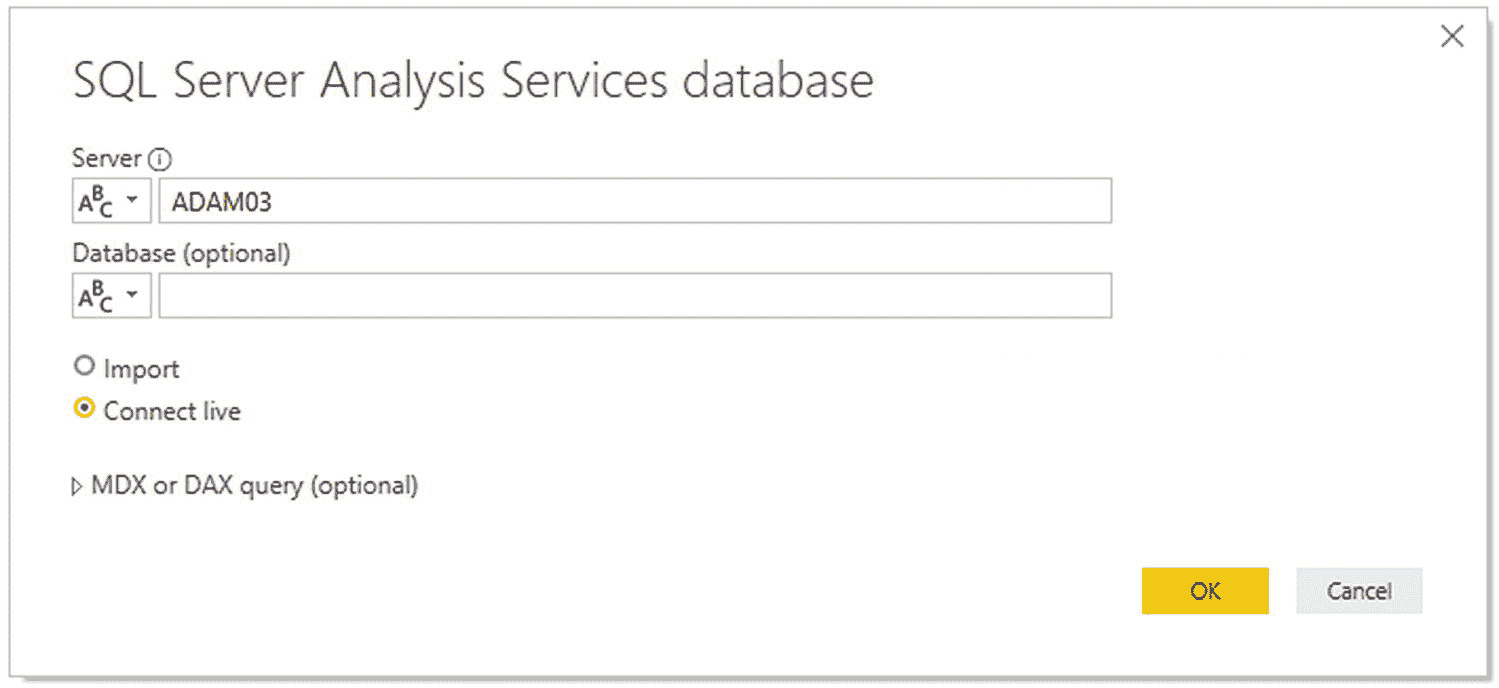 SQL Server Analysis Services database
Server
ABC ADAM03
Database (optional)
ABC
Import
Connect live
MDX or DAX query (optional)
OK Cancel